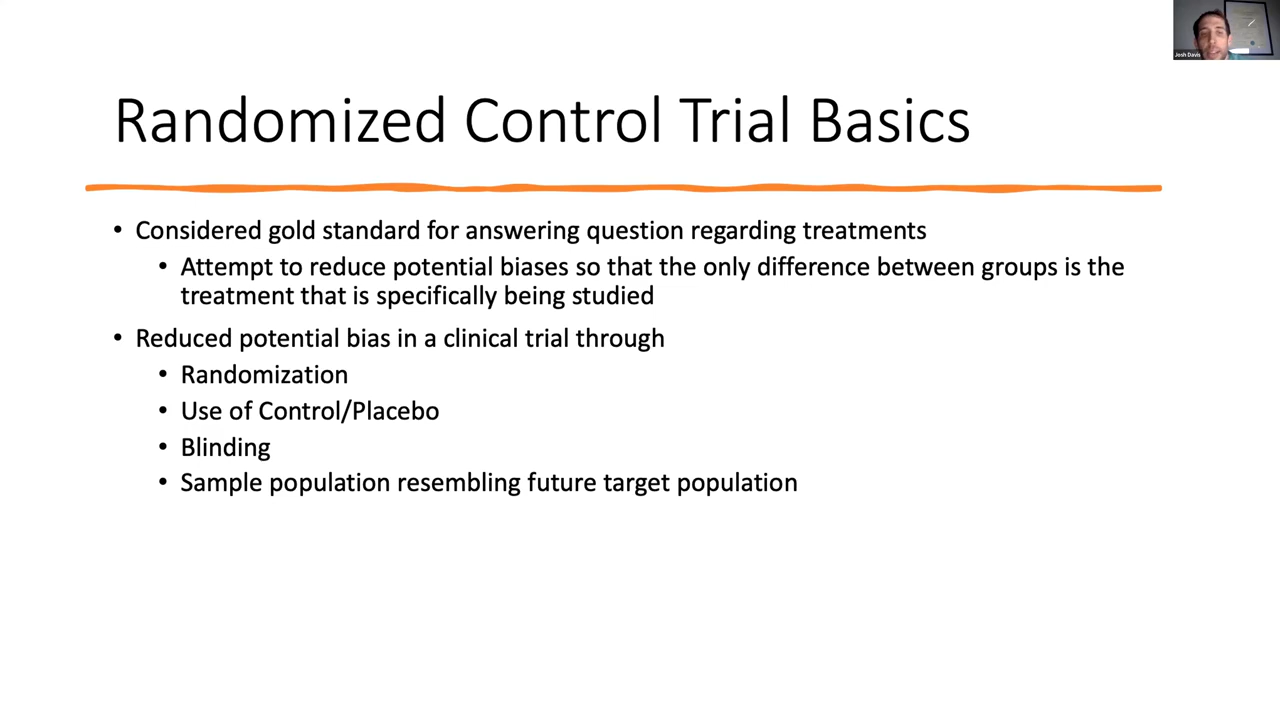 Josh Davis
Randomized Control Trial Basics
• Considered gold standard for answering question regarding treatments
• Attempt to reduce potential biases so that the only difference between groups is the
treatment that is specifically being studied
• Reduced potential bias in a clinical trial through
• Randomization
• Use of Control/Placebo
• Blinding
• Sample population resembling future target population